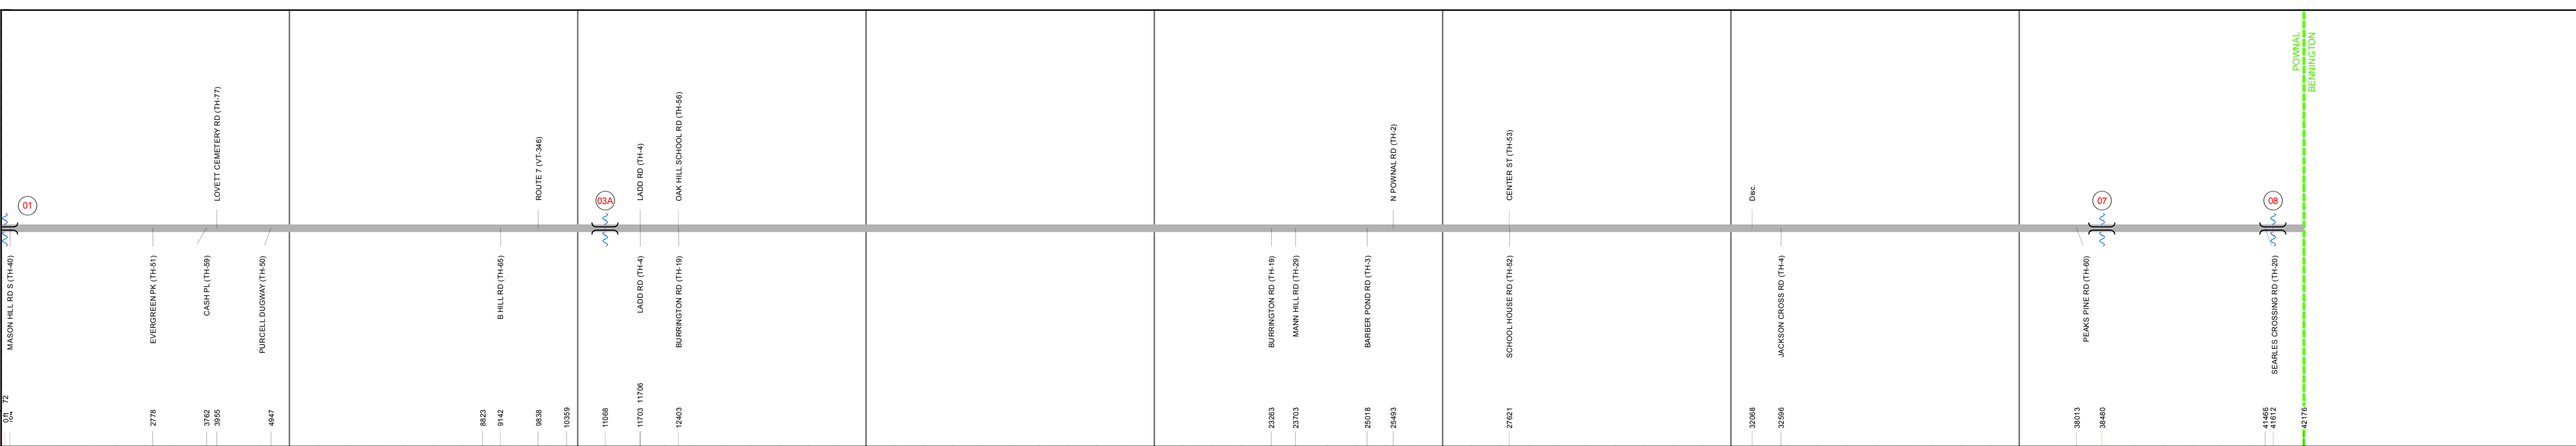 POWNAL
BENNINGTON
LOVETT CEMETERY RD (TH-77)
ROUTE 7 (VT-346)
LADD RD (TH-4)
OAK HILL SCHOOL RD (TH-56)
N POWNAL RD (TH-2)
CENTER ST (TH-53)
Disc.
01
03A
07
08
MASON HILL RD S (TH-40)
EVERGREEN PK (TH-51)
CASH PL (TH-59)
PURCELL DUGWAY (TH-50)
B HILL RD (TH-65)
LADD RD (TH-4)
BURRINGTON RD (TH-19)
BURRINGTON RD (TH-19)
MANN HILL RD (TH-29)
BARBER POND RD (TH-3)
SCHOOL HOUSE RD (TH-52)
JACKSON CROSS RD (TH-4)
PEAKS PINE RD (TH-60)
SEARLES CROSSING RD (TH-20)
0 ft
72
2778
3762
3955
4947
8823
9142
9838
10359
11068
11703 11706
12403
23263
23703
25018
25493
27621
32068
32596
38013
38480
41466
41612
42176